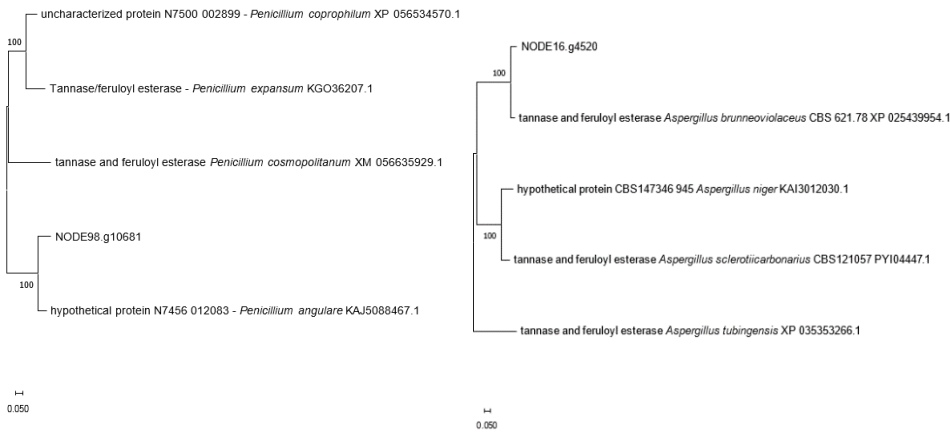 uncharacterized protein N7500 002899 - Penicillium coprophilum XP 056534570.1
100
Tannase/feruloyl esterase - Penicillium expansum KGO36207.1
tannase and feruloyl esterase Penicillium cosmopolitanum XM 056635929.1
NODE98.g10681
100
hypothetical protein N7456 012083 - Penicillium angulare KAJ5088467.1
0.050
NODE16.g4520
100
tannase and feruloyl esterase Aspergillus brunneoviolaceus CBS 621.78 XP 025439954.1
hypothetical protein CBS147346 945 Aspergillus niger KAI3012030.1
100
tannase and feruloyl esterase Aspergillus sclerotiicarbonarius CBS121057 PYI04447.1
tannase and feruloyl esterase Aspergillus tubingensis XP 035353266.1
0.050